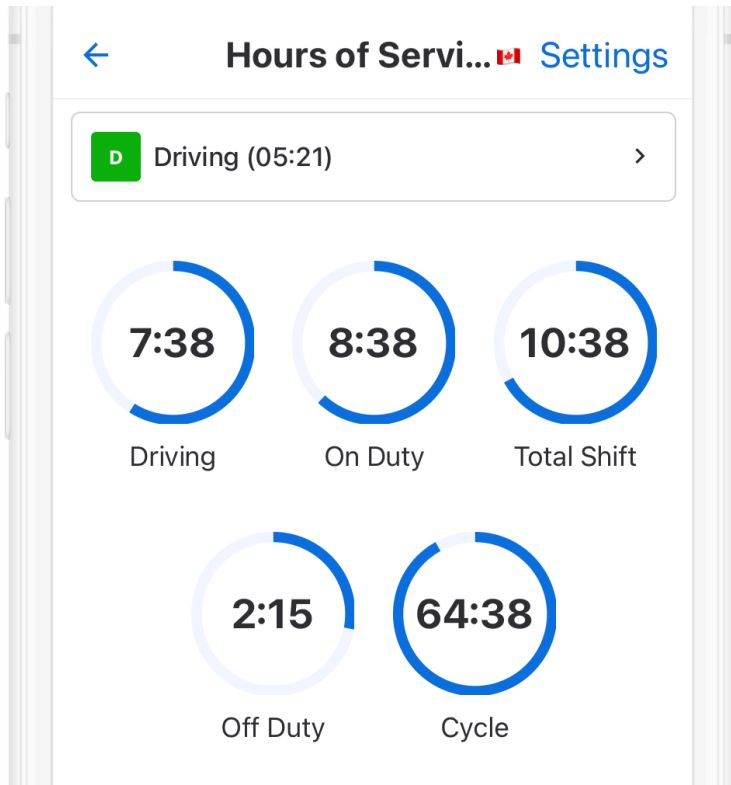 Hours of Servi...🇨🇦 Settings
D Driving (05:21)
7:38 8:38 10:38
Driving On Duty Total Shift
2:15 64:38
Off Duty Cycle